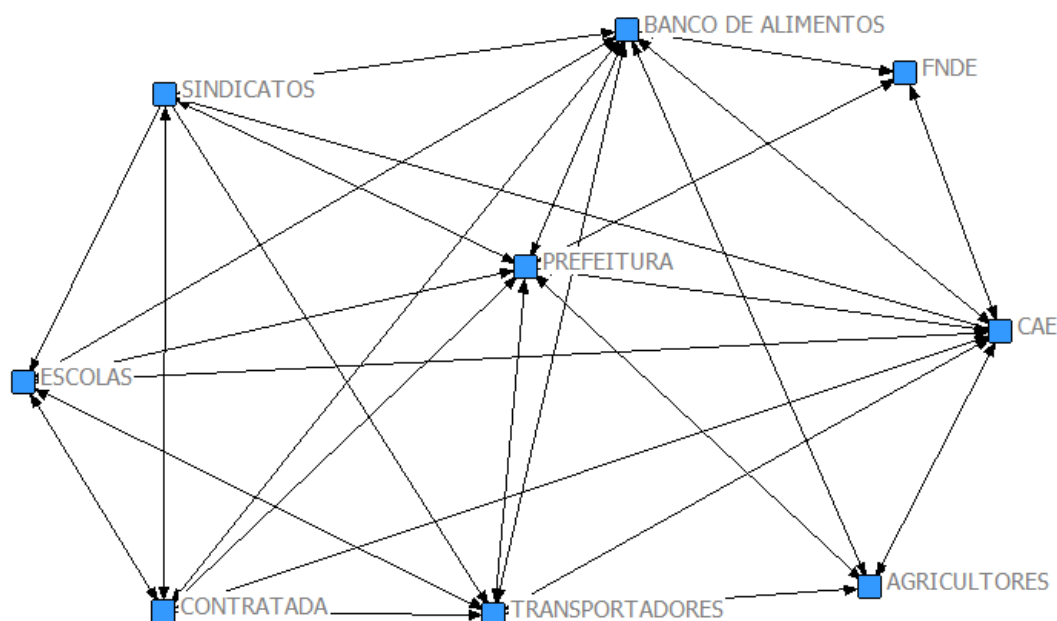 BANCO DE ALIMENTOS
FNDE
SINDICATOS
PREFEITURA
CAE
ESCOLAS
AGRICULTORES
CONTRATADA
TRANSPORTADORES